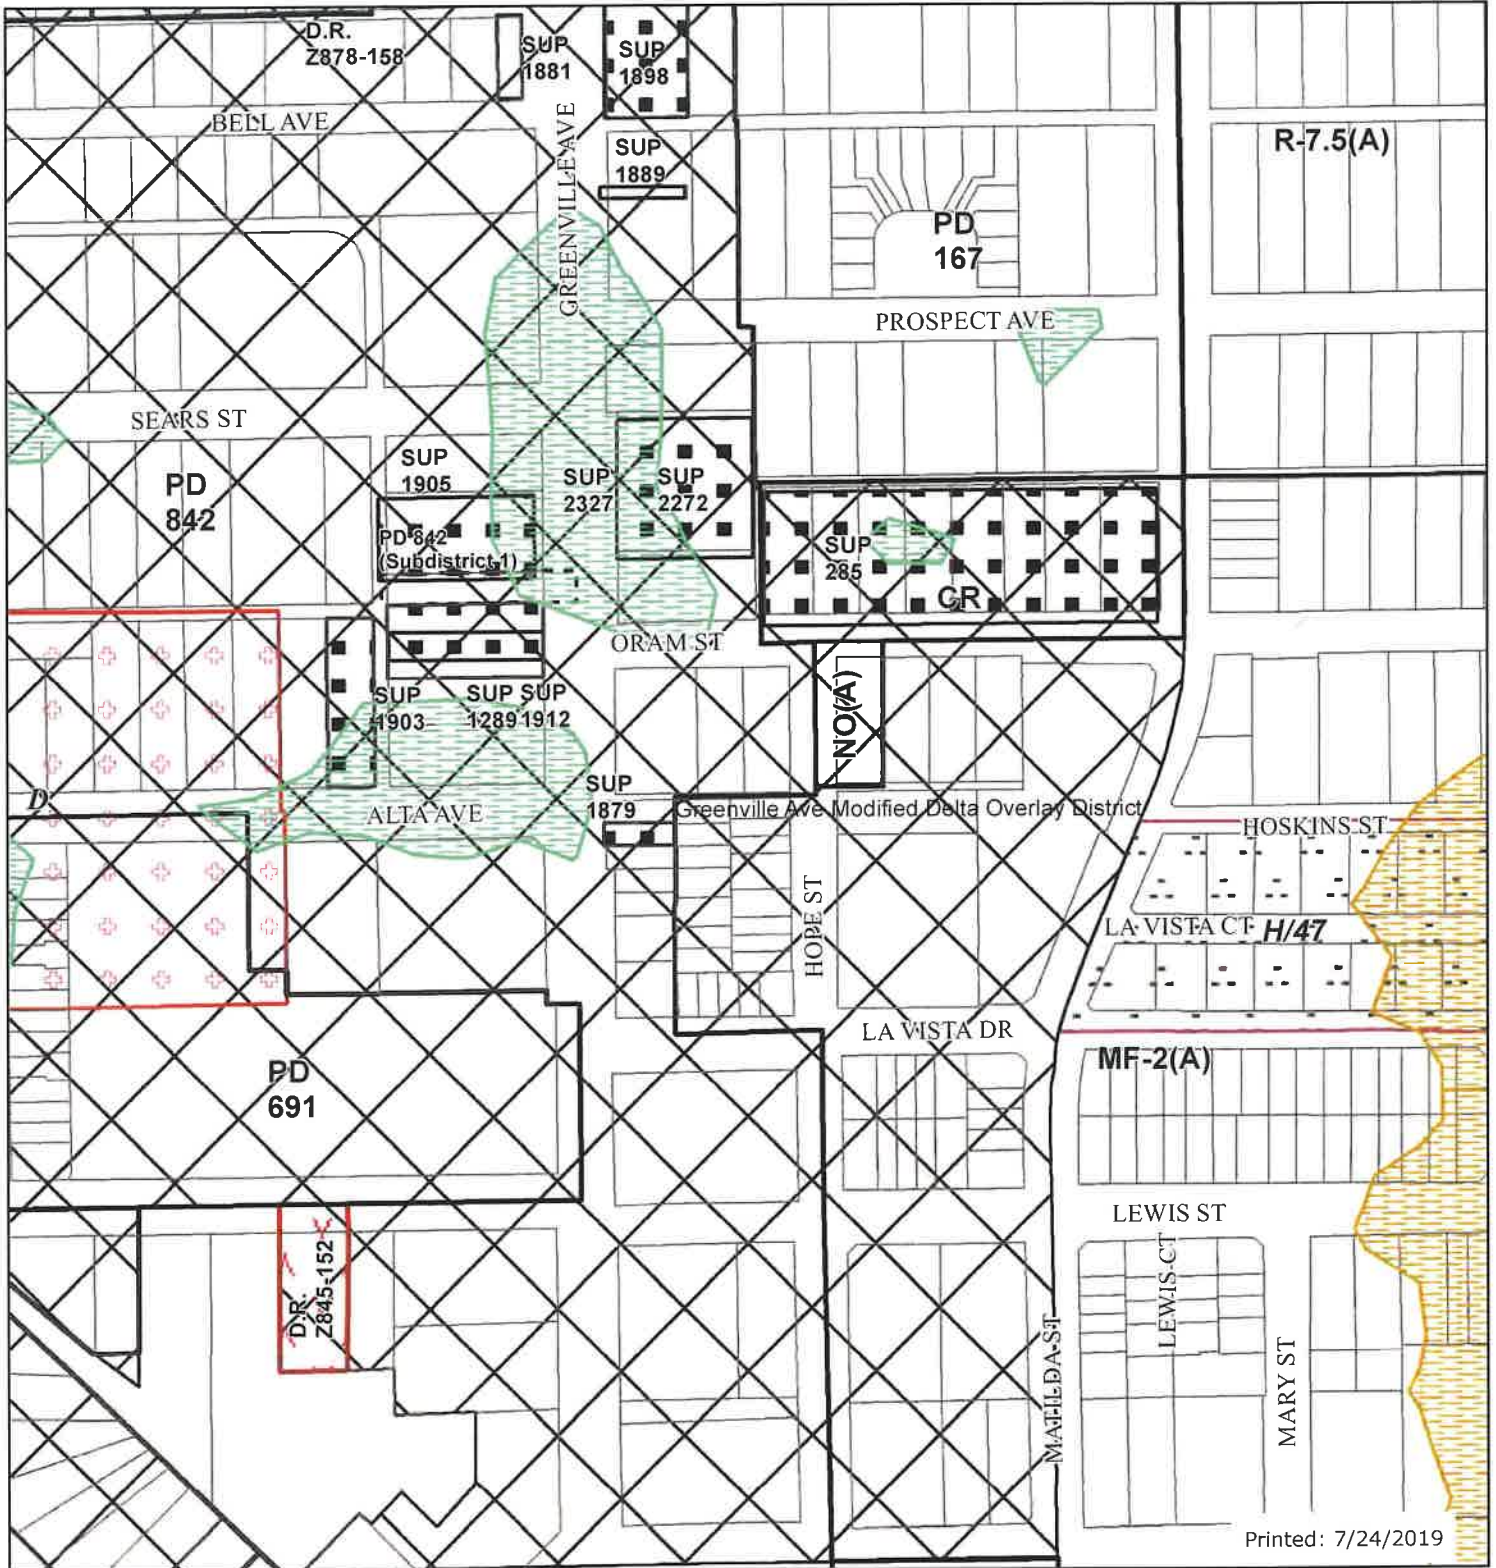 D.R.
Z878-158
SUP
1881
SUP
1898
BELL AVE
GREENVILLE AVE
SUP
1889
R-7.5(A)
PD
167
PROSPECT AVE
SEARS ST
SUP
1905
PD
842
SUP
2327
SUP
2272
PD 842
(Subdistrict 1)
SUP
285
CR
ORAM ST
NO(A)
SUP
1903
SUP
1289
SUP
1912
SUP
1879
D
ALTA AVE
Greenville Ave Modified Delta Overlay District
HOSKINS ST
HOPE ST
LA VISTA CT
H/47
LA VISTA DR
MF-2(A)
PD
691
LEWIS ST
D.R.
Z845-152
LEWIS CT
MATILDA ST
MARY ST
Printed: 7/24/2019